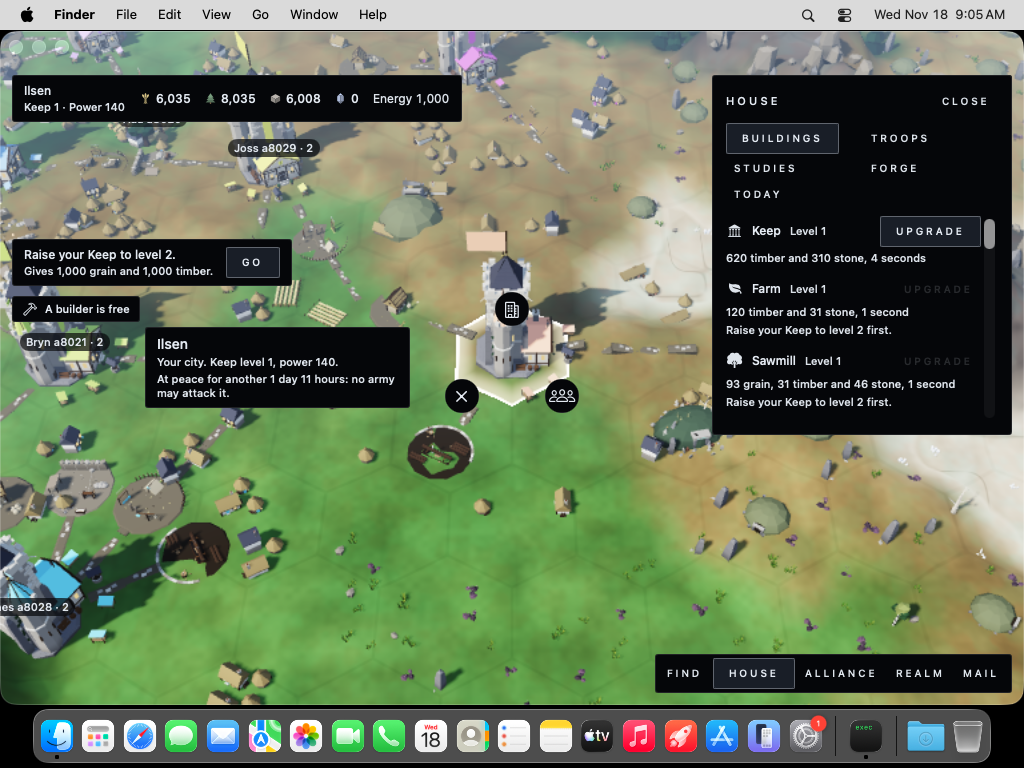 Finder File Edit View Go Window Help Wed Nov 18 9:05 AM
Ilsen
Keep 1 · Power 140
6,035 8,035 6,008 0 Energy 1,000
Joss a8029 · 2
Raise your Keep to level 2.
Gives 1,000 grain and 1,000 timber.
GO
A builder is free
Bryn a8021 · 2
Ilsen
Your city. Keep level 1, power 140.
At peace for another 1 day 11 hours: no army
may attack it.
HOUSE CLOSE
BUILDINGS TROOPS
STUDIES FORGE
TODAY
Keep Level 1 UPGRADE
620 timber and 310 stone, 4 seconds
Farm Level 1 UPGRADE
120 timber and 31 stone, 1 second
Raise your Keep to level 2 first.
Sawmill Level 1 UPGRADE
93 grain, 31 timber and 46 stone, 1 second
Raise your Keep to level 2 first.
a8028 · 2
FIND HOUSE ALLIANCE REALM MAIL
Wed
18
tv
1
exec